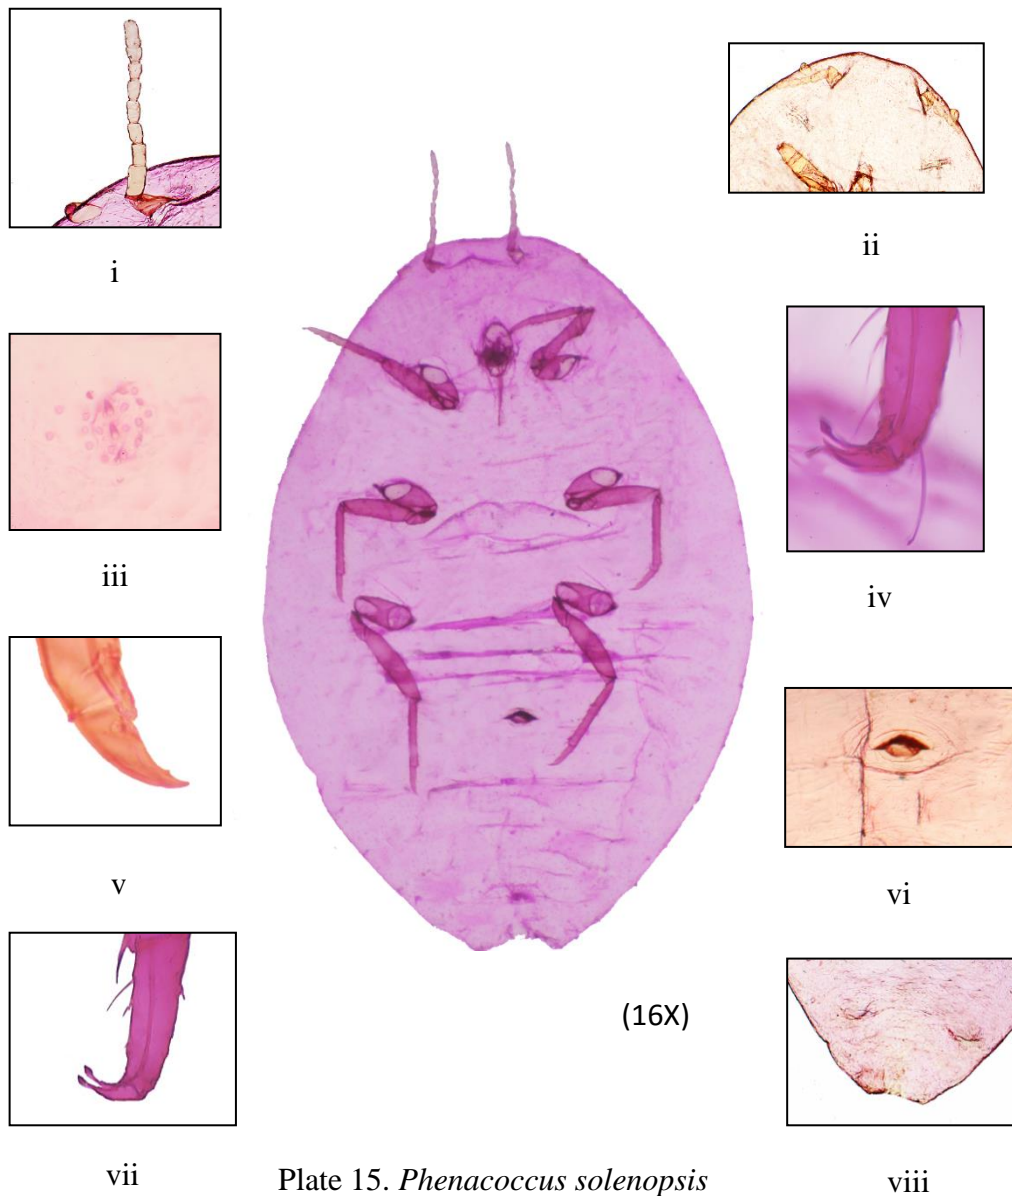 i
ii
iii
iv
v
vi
(16X)
vii
Plate 15. Phenacoccus solenopsis
viii